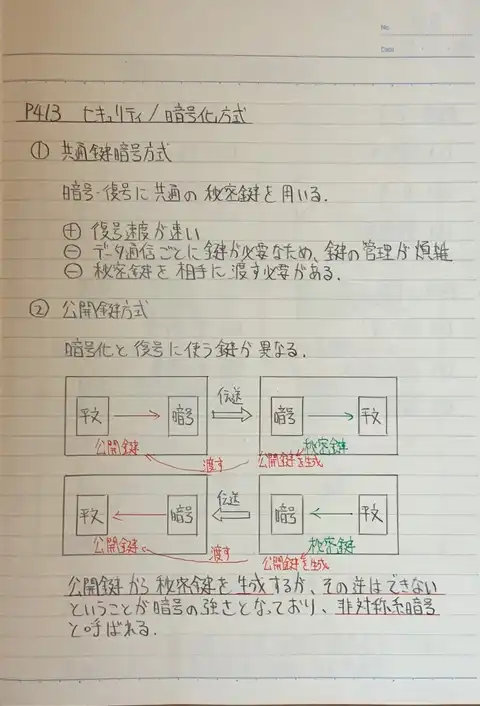 No.
Date
P413 セキュリティ/暗号化方式
① 共通鍵暗号方式
暗号・復号に共通の秘密鍵を用いる.
⊕ 復号速度が速い
⊖ データ通信ごとに鍵が必要なため、鍵の管理が煩雑
⊖ 秘密鍵を相手に渡す必要がある.
② 公開鍵方式
暗号化と復号に使う鍵が異なる.
平文 暗号 伝送 暗号 平文
公開鍵 秘密鍵
渡す 公開鍵を生成
平文 暗号 伝送 暗号 平文
公開鍵 秘密鍵
渡す 公開鍵を生成
公開鍵から秘密鍵を生成するが、その逆はできない
ということが暗号の強さとなっており、非対称系暗号
と呼ばれる.